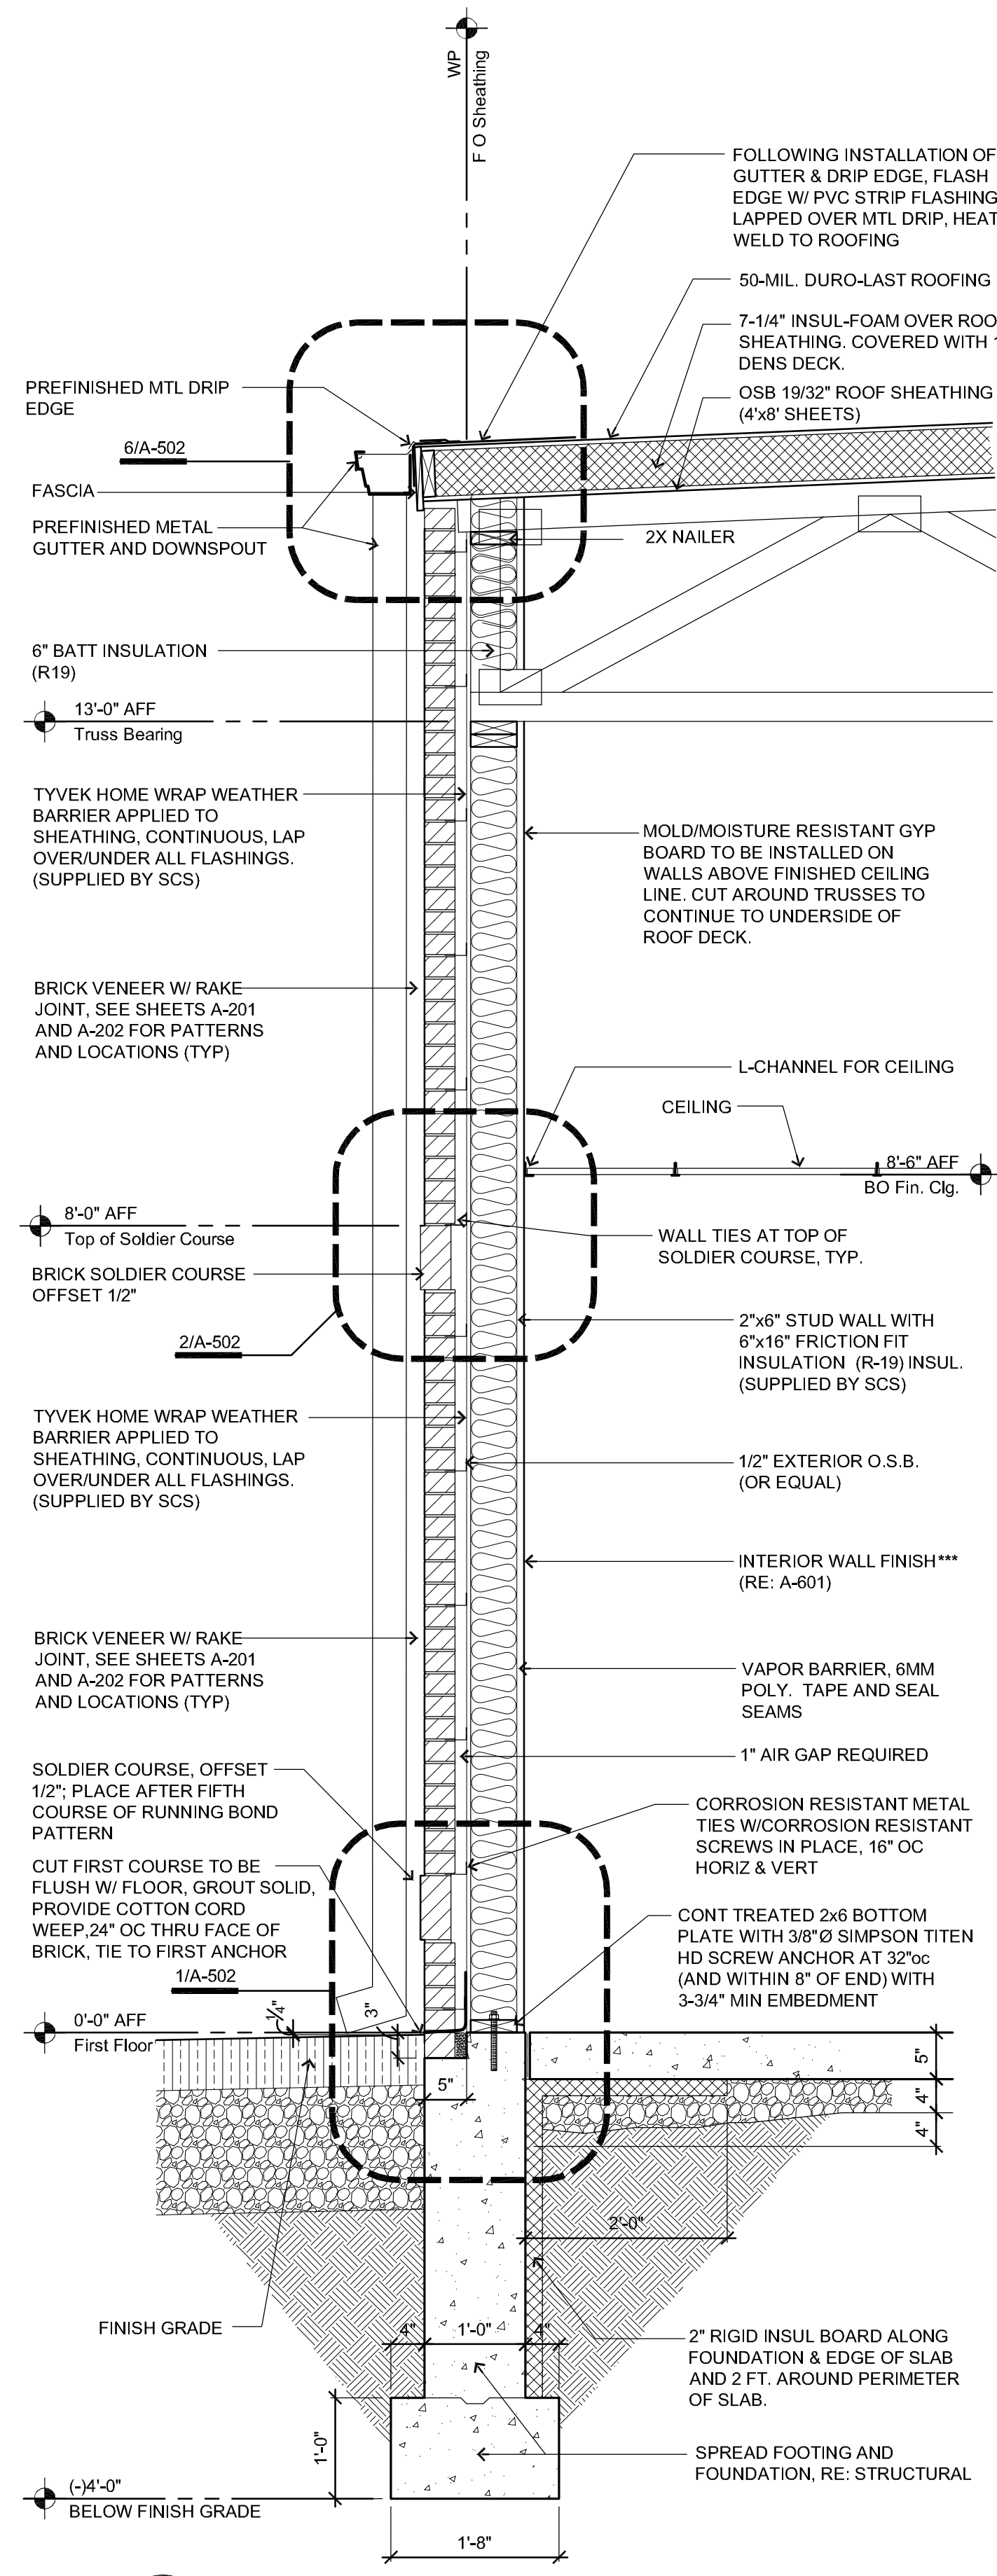 WP
F O Sheathing
FOLLOWING INSTALLATION OF
GUTTER & DRIP EDGE, FLASH
EDGE W/ PVC STRIP FLASHING
LAPPED OVER MTL DRIP, HEAT
WELD TO ROOFING
50-MIL. DURO-LAST ROOFING
7-1/4" INSUL-FOAM OVER
SHEATHING. COVERED WITH
DENS DECK.
OSB 19/32" ROOF SHEATHING
(4'x8' SHEETS)
PREFINISHED MTL DRIP
EDGE
6/A-502
FASCIA
PREFINISHED METAL
GUTTER AND DOWNSPOUT
2X NAILER
6" BATT INSULATION
(R19)
13'-0" AFF
Truss Bearing
TYVEK HOME WRAP WEATHER
BARRIER APPLIED TO
SHEATHING, CONTINUOUS, LAP
OVER/UNDER ALL FLASHINGS.
(SUPPLIED BY SCS)
MOLD/MOISTURE RESISTANT GYP
BOARD TO BE INSTALLED ON
WALLS ABOVE FINISHED CEILING
LINE. CUT AROUND TRUSSES TO
CONTINUE TO UNDERSIDE OF
ROOF DECK.
BRICK VENEER W/ RAKE
JOINT, SEE SHEETS A-201
AND A-202 FOR PATTERNS
AND LOCATIONS (TYP)
L-CHANNEL FOR CEILING
CEILING
8'-6" AFF
BO Fin. Clg.
8'-0" AFF
Top of Soldier Course
WALL TIES AT TOP OF
SOLDIER COURSE, TYP.
BRICK SOLDIER COURSE
OFFSET 1/2"
2/A-502
2"x6" STUD WALL WITH
6"x16" FRICTION FIT
INSULATION (R-19) INSUL.
(SUPPLIED BY SCS)
TYVEK HOME WRAP WEATHER
BARRIER APPLIED TO
SHEATHING, CONTINUOUS, LAP
OVER/UNDER ALL FLASHINGS.
(SUPPLIED BY SCS)
1/2" EXTERIOR O.S.B.
(OR EQUAL)
INTERIOR WALL FINISH***
(RE: A-601)
BRICK VENEER W/ RAKE
JOINT, SEE SHEETS A-201
AND A-202 FOR PATTERNS
AND LOCATIONS (TYP)
VAPOR BARRIER, 6MM
POLY. TAPE AND SEAL
SEAMS
1" AIR GAP REQUIRED
SOLDIER COURSE, OFFSET
1/2"; PLACE AFTER FIFTH
COURSE OF RUNNING BOND
PATTERN
CORROSION RESISTANT METAL
TIES W/CORROSION RESISTANT
SCREWS IN PLACE, 16" OC
HORIZ & VERT
CUT FIRST COURSE TO BE
FLUSH W/ FLOOR, GROUT SOLID,
PROVIDE COTTON CORD
WEEP,24" OC THRU FACE OF
BRICK, TIE TO FIRST ANCHOR
CONT TREATED 2x6 BOTTOM
PLATE WITH 3/8"Ø SIMPSON TITEN
HD SCREW ANCHOR AT 32"oc
(AND WITHIN 8" OF END) WITH
3-3/4" MIN EMBEDMENT
1/A-502
0'-0" AFF
First Floor
1/4"
3"
5"
5"
4"
4"
2'-0"
FINISH GRADE
4"
1'-0"
4"
2" RIGID INSUL BOARD ALONG
FOUNDATION & EDGE OF SLAB
AND 2 FT. AROUND PERIMETER
OF SLAB.
1'-0"
SPREAD FOOTING AND
FOUNDATION, RE: STRUCTURAL
(-)4'-0"
BELOW FINISH GRADE
1'-8"